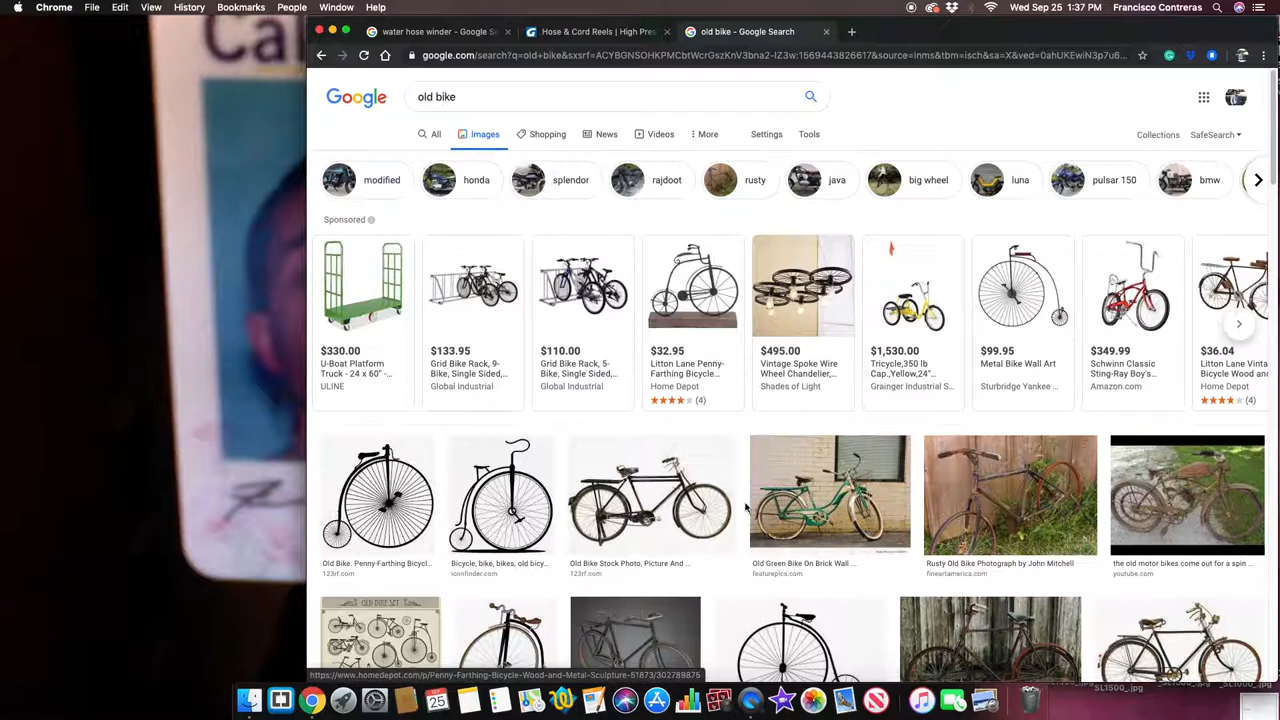 Chrome File Edit View History Bookmarks People Window Help
Wed Sep 25 1:37 PM Francisco Contreras
water hose winder - Google Se
Hose & Cord Reels | High Pres
old bike - Google Search
google.com/search?q=old+bike&sxsrf=ACYBGNSOHKPMCbtWcrGszKnV3bna2-IZ3w:1569443826617&source=lnms&tbm=isch&sa=X&ved=0ahUKEwiN3p7u6...
Google
old bike
All Images Shopping News Videos More Settings Tools
Collections SafeSearch
modified honda splendor rajdoot rusty java big wheel luna pulsar 150 bmw
Sponsored
$330.00
U-Boat Platform
Truck - 24 x 60" -
ULINE
$133.95
Grid Bike Rack, 9-
Bike, Single Sided,...
Global Industrial
$110.00
Grid Bike Rack, 5-
Bike, Single Sided,...
Global Industrial
$32.95
Litton Lane Penny-
Farthing Bicycle...
Home Depot
(4)
$495.00
Vintage Spoke Wire
Wheel Chandelier,...
Shades of Light
$1,530.00
Tricycle,350 lb
Cap.,Yellow,24"...
Grainger Industrial S...
$99.95
Metal Bike Wall Art
Sturbridge Yankee ...
$349.99
Schwinn Classic
Sting-Ray Boy's...
Amazon.com
$36.04
Litton Lane Vinta
Bicycle Wood and
Home Depot
(4)
Old Bike. Penny-Farthing Bicycl...
123rf.com
Bicycle, bike, bikes, old bicy...
iconfinder.com
Old Bike Stock Photo, Picture And ...
123rf.com
Old Green Bike On Brick Wall ...
featurepics.com
Rusty Old Bike Photograph by John Mitchell
fineartamerica.com
the old motor bikes come out for a spin ...
youtube.com
OLD BIKE SET
https://www.homedepot.com/p/Penny-Farthing-Bicycle-Wood-and-Metal-Sculpture-51873/302789875
25